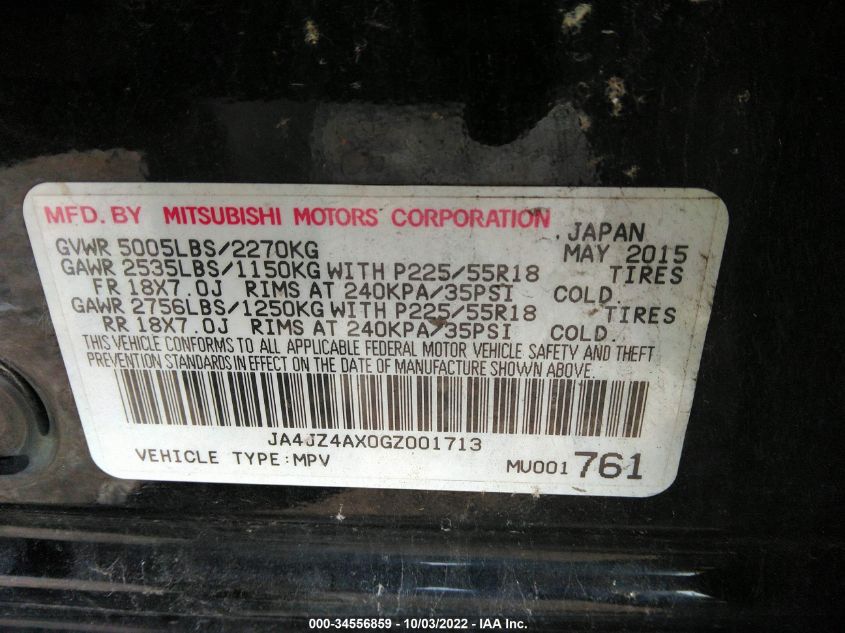 MFD. BY MITSUBISHI MOTORS CORPORATION . JAPAN
GVWR 5005LBS/2270KG MAY 2015
GAWR 2535LBS/1150KG WITH P225/55R18 TIRES
FR 18X7.0J RIMS AT 240KPA/35PSI COLD.
GAWR 2756LBS/1250KG WITH P225/55R18 TIRES
RR 18X7.0J RIMS AT 240KPA/35PSI COLD.
THIS VEHICLE CONFORMS TO ALL APPLICABLE FEDERAL MOTOR VEHICLE SAFETY AND THEFT
PREVENTION STANDARDS IN EFFECT ON THE DATE OF MANUFACTURE SHOWN ABOVE.
JA4JZ4AX0GZ001713
VEHICLE TYPE:MPV MU001 761
000-34556859 - 10/03/2022 - IAA Inc.